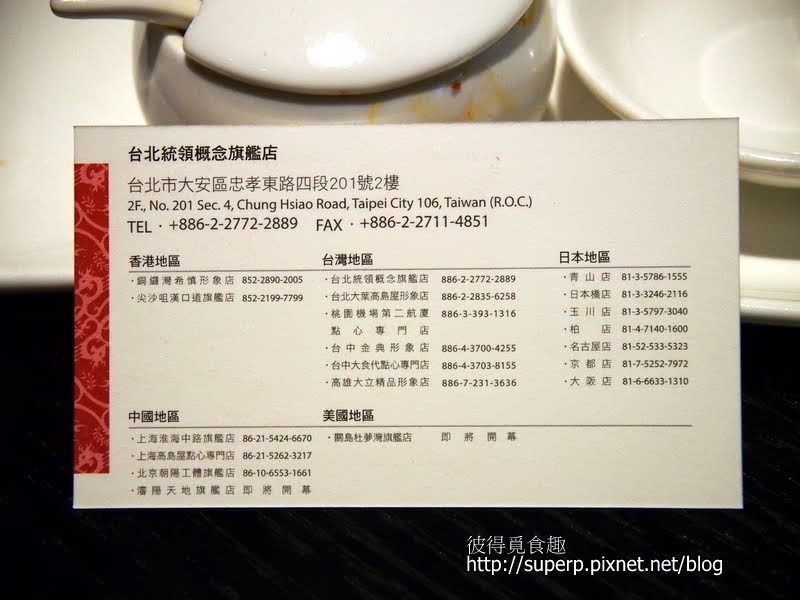 台北統領概念旗艦店
台北市大安區忠孝東路四段201號2樓
2F., No. 201 Sec. 4, Chung Hsiao Road, Taipei City 106, Taiwan (R.O.C.)
TEL · +886-2-2772-2889 FAX · +886-2-2711-4851
香港地區
·銅鑼灣希慎形象店 852-2890-2005
·尖沙咀漢口道旗艦店 852-2199-7799
台灣地區
·台北統領概念旗艦店 886-2-2772-2889
·台北大葉高島屋形象店 886-2-2835-6258
·桃園機場第二航廈 886-3-393-1316
點心專門店
·台中金典形象店 886-4-3700-4255
·台中大食代點心專門店 886-4-3703-8155
·高雄大立精品形象店 886-7-231-3636
日本地區
·青山店 81-3-5786-1555
·日本橋店 81-3-3246-2116
·玉川店 81-3-5797-3040
·柏店 81-4-7140-1600
·名古屋店 81-52-533-5323
·京都店 81-7-5252-7972
·大阪店 81-6-6633-1310
中國地區
·上海淮海中路旗艦店 86-21-5424-6670
·上海高島屋點心專門店 86-21-5262-3217
·北京朝陽工體旗艦店 86-10-6553-1661
·瀋陽天地旗艦店 即將開幕
美國地區
·關島杜夢灣旗艦店 即將開幕
彼得覓食趣
http://superp.pixnet.net/blog